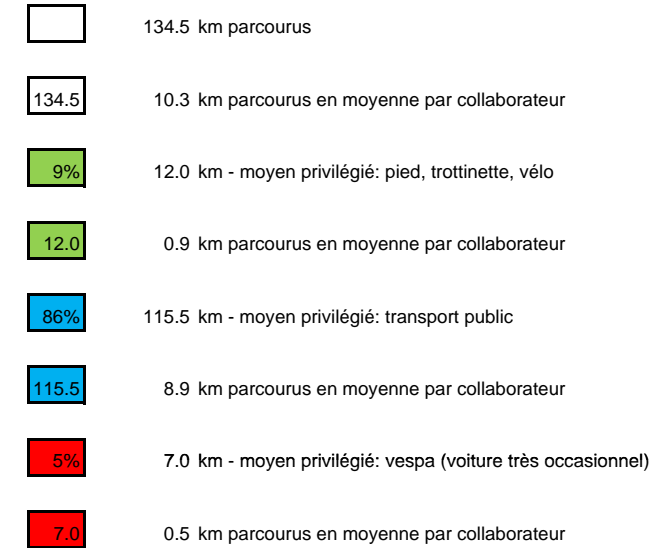 134.5 km parcourus
134.5 10.3 km parcourus en moyenne par collaborateur
9% 12.0 km - moyen privilégié: pied, trottinette, vélo
12.0 0.9 km parcourus en moyenne par collaborateur
86% 115.5 km - moyen privilégié: transport public
115.5 8.9 km parcourus en moyenne par collaborateur
5% 7.0 km - moyen privilégié: vespa (voiture très occasionnel)
7.0 0.5 km parcourus en moyenne par collaborateur